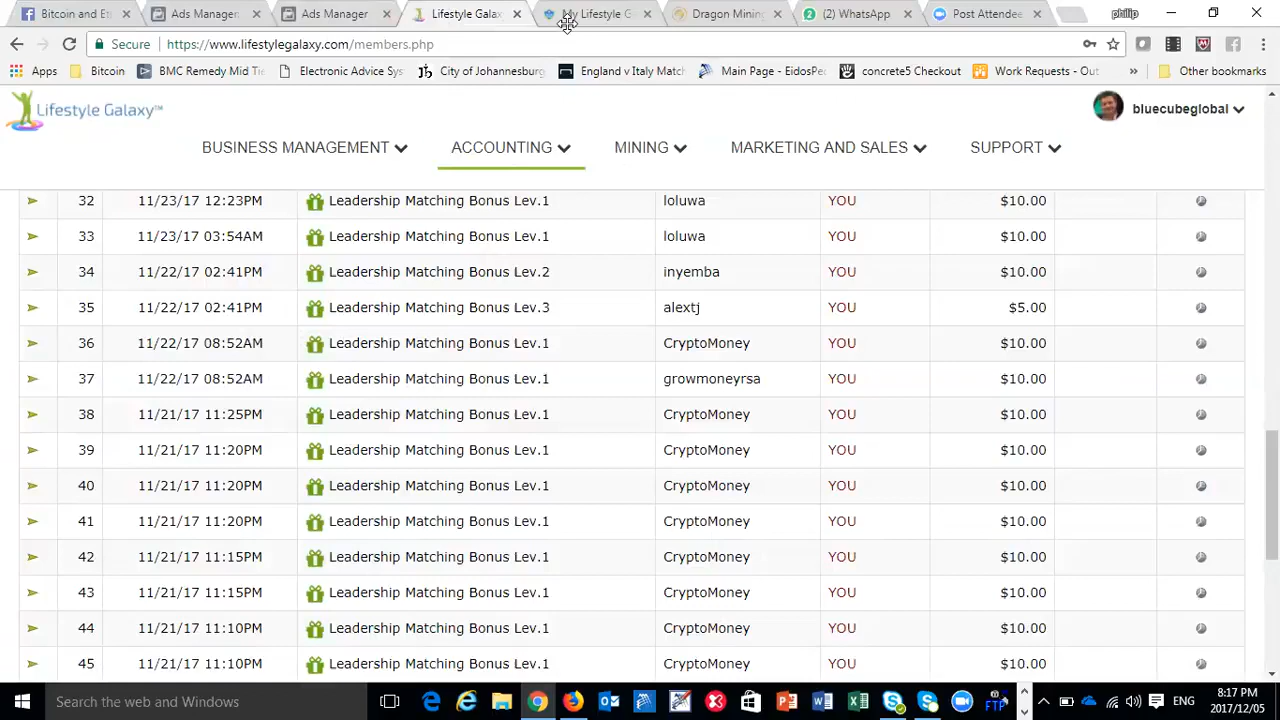 Bitcoin and Et
Ads Manager
Ads Manager
Lifestyle Gala
My Lifestyle G
Dragon Mining
(2) WhatsApp
Post Attendee
philip
Secure https://www.lifestylegalaxy.com/members.php
Apps Bitcoin BMCRemedy Mid Tie Electronic Advice Sys City of Johannesburg England v Italy Match Main Page - EidosPe concrete5 Checkout Work Requests - Out » Other bookmarks
Lifestyle Galaxy™
bluecubeglobal
BUSINESS MANAGEMENT ACCOUNTING MINING MARKETING AND SALES SUPPORT
32 11/23/17 12:23PM Leadership Matching Bonus Lev.1 loluwa YOU $10.00
33 11/23/17 03:54AM Leadership Matching Bonus Lev.1 loluwa YOU $10.00
34 11/22/17 02:41PM Leadership Matching Bonus Lev.2 inyemba YOU $10.00
35 11/22/17 02:41PM Leadership Matching Bonus Lev.3 alextj YOU $5.00
36 11/22/17 08:52AM Leadership Matching Bonus Lev.1 CryptoMoney YOU $10.00
37 11/22/17 08:52AM Leadership Matching Bonus Lev.1 growmoneyrsa YOU $10.00
38 11/21/17 11:25PM Leadership Matching Bonus Lev.1 CryptoMoney YOU $10.00
39 11/21/17 11:20PM Leadership Matching Bonus Lev.1 CryptoMoney YOU $10.00
40 11/21/17 11:20PM Leadership Matching Bonus Lev.1 CryptoMoney YOU $10.00
41 11/21/17 11:20PM Leadership Matching Bonus Lev.1 CryptoMoney YOU $10.00
42 11/21/17 11:15PM Leadership Matching Bonus Lev.1 CryptoMoney YOU $10.00
43 11/21/17 11:15PM Leadership Matching Bonus Lev.1 CryptoMoney YOU $10.00
44 11/21/17 11:10PM Leadership Matching Bonus Lev.1 CryptoMoney YOU $10.00
45 11/21/17 11:10PM Leadership Matching Bonus Lev.1 CryptoMoney YOU $10.00
Search the web and Windows
FTP
ENG
8:17 PM
2017/12/05